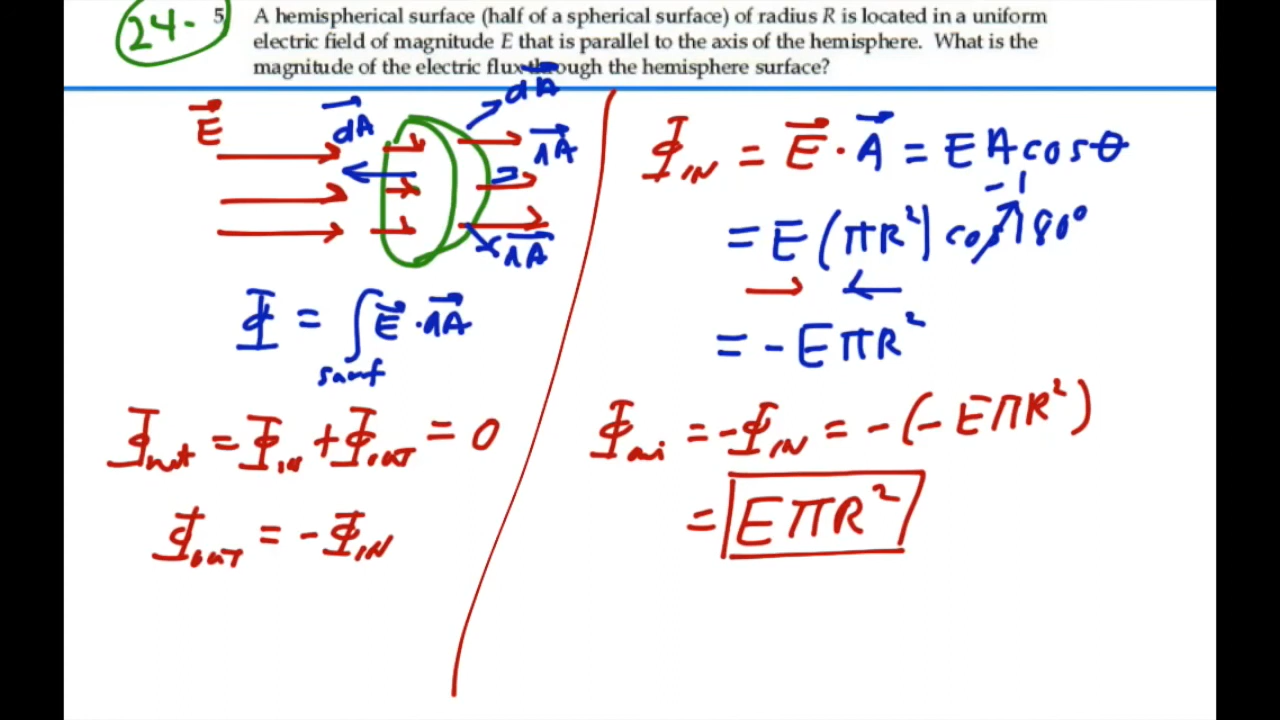 24-
5 A hemispherical surface (half of a spherical surface) of radius R is located in a uniform
electric field of magnitude E that is parallel to the axis of the hemisphere. What is the
magnitude of the electric flux through the hemisphere surface?
E⃗
dA⃗
dA⃗
dA⃗
dA⃗
Φ = ∫ E⃗ · dA⃗
surf
Φnet = Φin + Φout = 0
Φout = -ΦIN
ΦIN = E⃗ · A⃗ = E A cos θ
-1
= E (πR²) cos 180°
= - E πR²
Φout = -ΦIN = -(-EπR²)
= EπR²